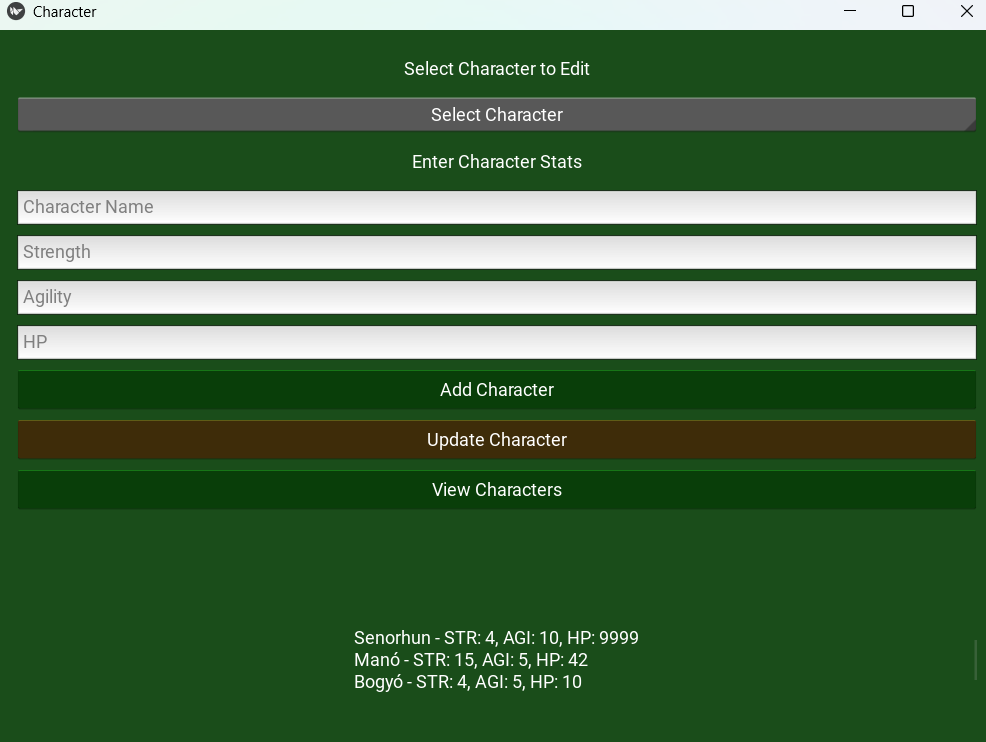 Character
Select Character to Edit
Select Character
Enter Character Stats
Character Name
Strength
Agility
HP
Add Character
Update Character
View Characters
Senorhun - STR: 4, AGI: 10, HP: 9999
Manó - STR: 15, AGI: 5, HP: 42
Bogyó - STR: 4, AGI: 5, HP: 10